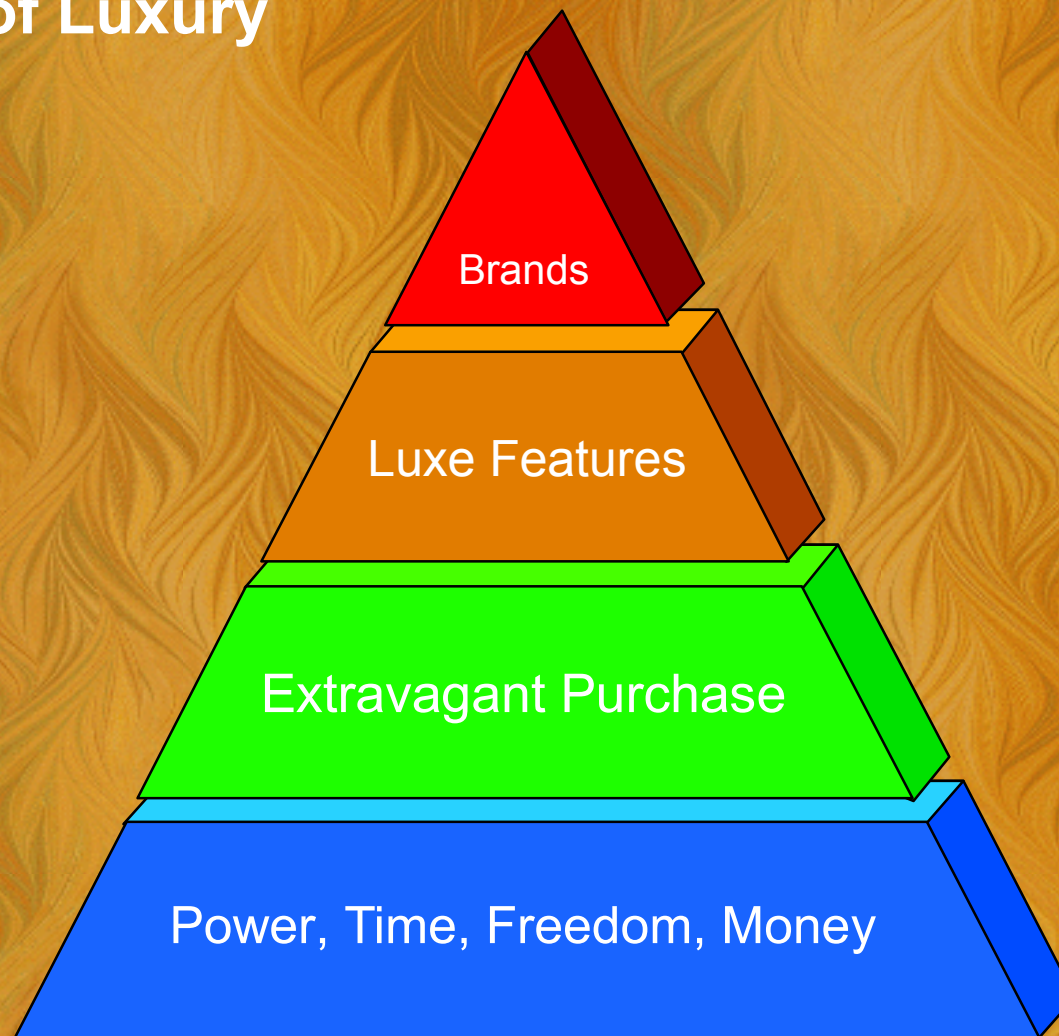 of Luxury
Brands
Luxe Features
Extravagant Purchase
Power, Time, Freedom, Money